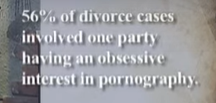 56% of divorce cases
involved one party
having an obsessive
interest in pornography.